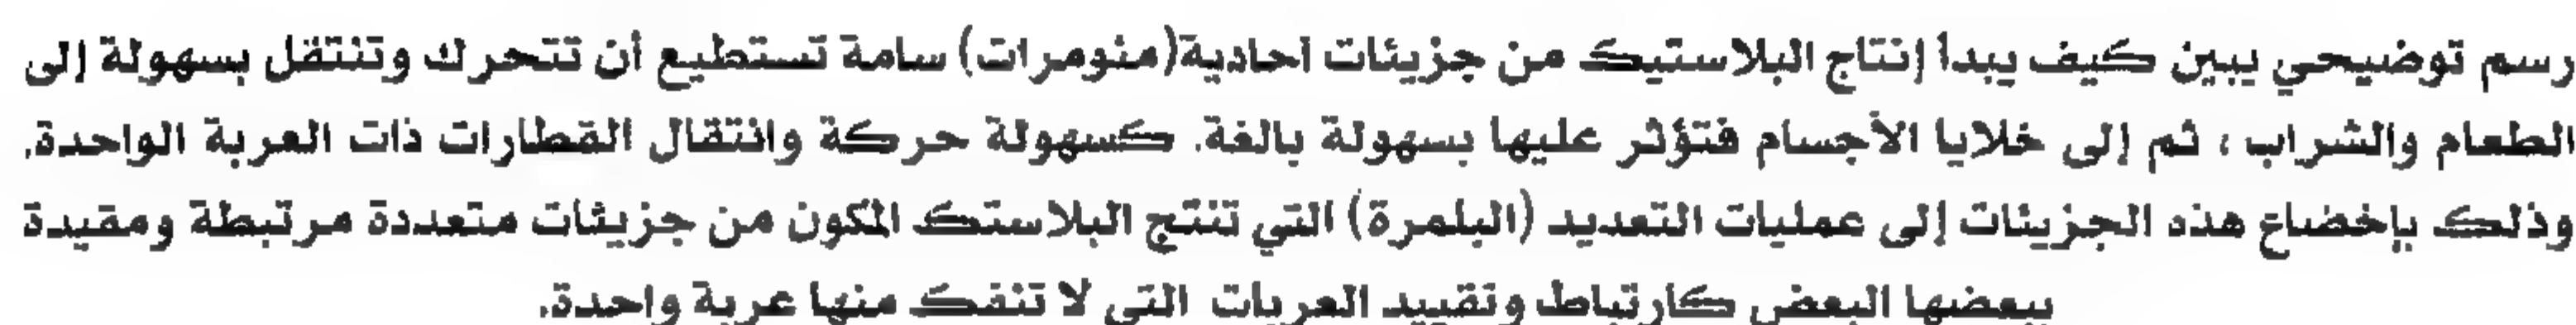 رسم توضيحي يبين كيف يبدأ إنتاج البلاستيك من جزيئات آحادية(منومرات) سامة تستطيع أن تتحرك وتنتقل بسهولة إلى
الطعام والشراب ، ثم إلى خلايا الأجسام فتؤثر عليها بسهولة بالغة. كسهولة حركة وانتقال القطارات ذات العربة الواحدة.
وذلك بإخضاع هذه الجزيئات إلى عمليات التعديد (البلمرة) التي تنتج البلاستك المكون من جزيئات متعددة مرتبطة ومقيدة
ببعضها البعض كارتباط وتقييد العربات التي لا تنفك منها عربة واحدة.